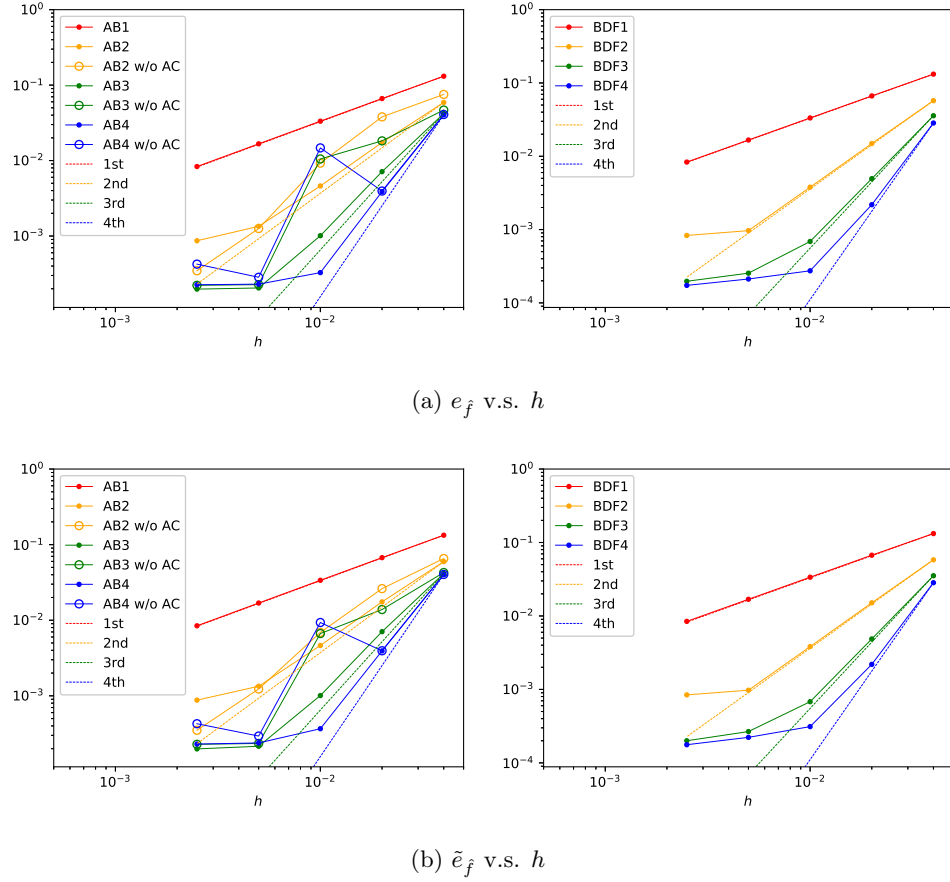 10^0
10^{-1}
10^{-2}
10^{-3}
AB1
AB2
AB2 w/o AC
AB3
AB3 w/o AC
AB4
AB4 w/o AC
1st
2nd
3rd
4th
10^{-3}
10^{-2}
h
10^0
10^{-1}
10^{-2}
10^{-3}
10^{-4}
BDF1
BDF2
BDF3
BDF4
1st
2nd
3rd
4th
10^{-3}
10^{-2}
h
(a) e_{\hat{f}} v.s. h
10^0
10^{-1}
10^{-2}
10^{-3}
AB1
AB2
AB2 w/o AC
AB3
AB3 w/o AC
AB4
AB4 w/o AC
1st
2nd
3rd
4th
10^{-3}
10^{-2}
h
10^0
10^{-1}
10^{-2}
10^{-3}
10^{-4}
BDF1
BDF2
BDF3
BDF4
1st
2nd
3rd
4th
10^{-3}
10^{-2}
h
(b) \tilde{e}_{\hat{f}} v.s. h